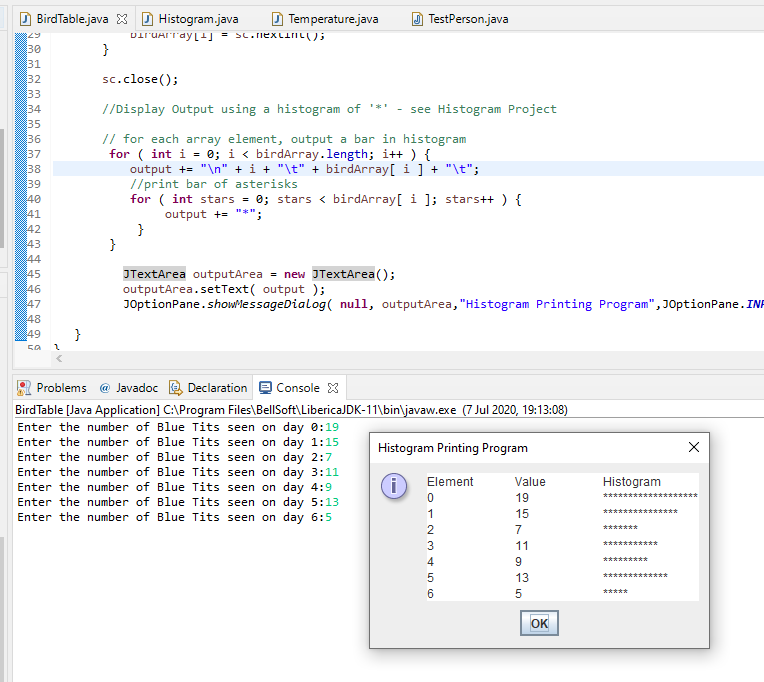 BirdTable.java Histogram.java Temperature.java TestPerson.java
29 birdArray[i] = sc.nextInt();
30 }
31
32 sc.close();
33
34 //Display Output using a histogram of '*' - see Histogram Project
35
36 // for each array element, output a bar in histogram
37 for ( int i = 0; i < birdArray.length; i++ ) {
38 output += "\n" + i + "\t" + birdArray[ i ] + "\t";
39 //print bar of asterisks
40 for ( int stars = 0; stars < birdArray[ i ]; stars++ ) {
41 output += "*";
42 }
43 }
44
45 JTextArea outputArea = new JTextArea();
46 outputArea.setText( output );
47 JOptionPane.showMessageDialog( null, outputArea,"Histogram Printing Program",JOptionPane.INF
48
49 }
50 }
Problems @ Javadoc Declaration Console
BirdTable [Java Application] C:\Program Files\BellSoft\LibericaJDK-11\bin\javaw.exe (7 Jul 2020, 19:13:08)
Enter the number of Blue Tits seen on day 0:19
Enter the number of Blue Tits seen on day 1:15
Enter the number of Blue Tits seen on day 2:7
Enter the number of Blue Tits seen on day 3:11
Enter the number of Blue Tits seen on day 4:9
Enter the number of Blue Tits seen on day 5:13
Enter the number of Blue Tits seen on day 6:5
Histogram Printing Program
Element Value Histogram
0 19 *******************
1 15 ***************
2 7 *******
3 11 ***********
4 9 *********
5 13 *************
6 5 *****
OK